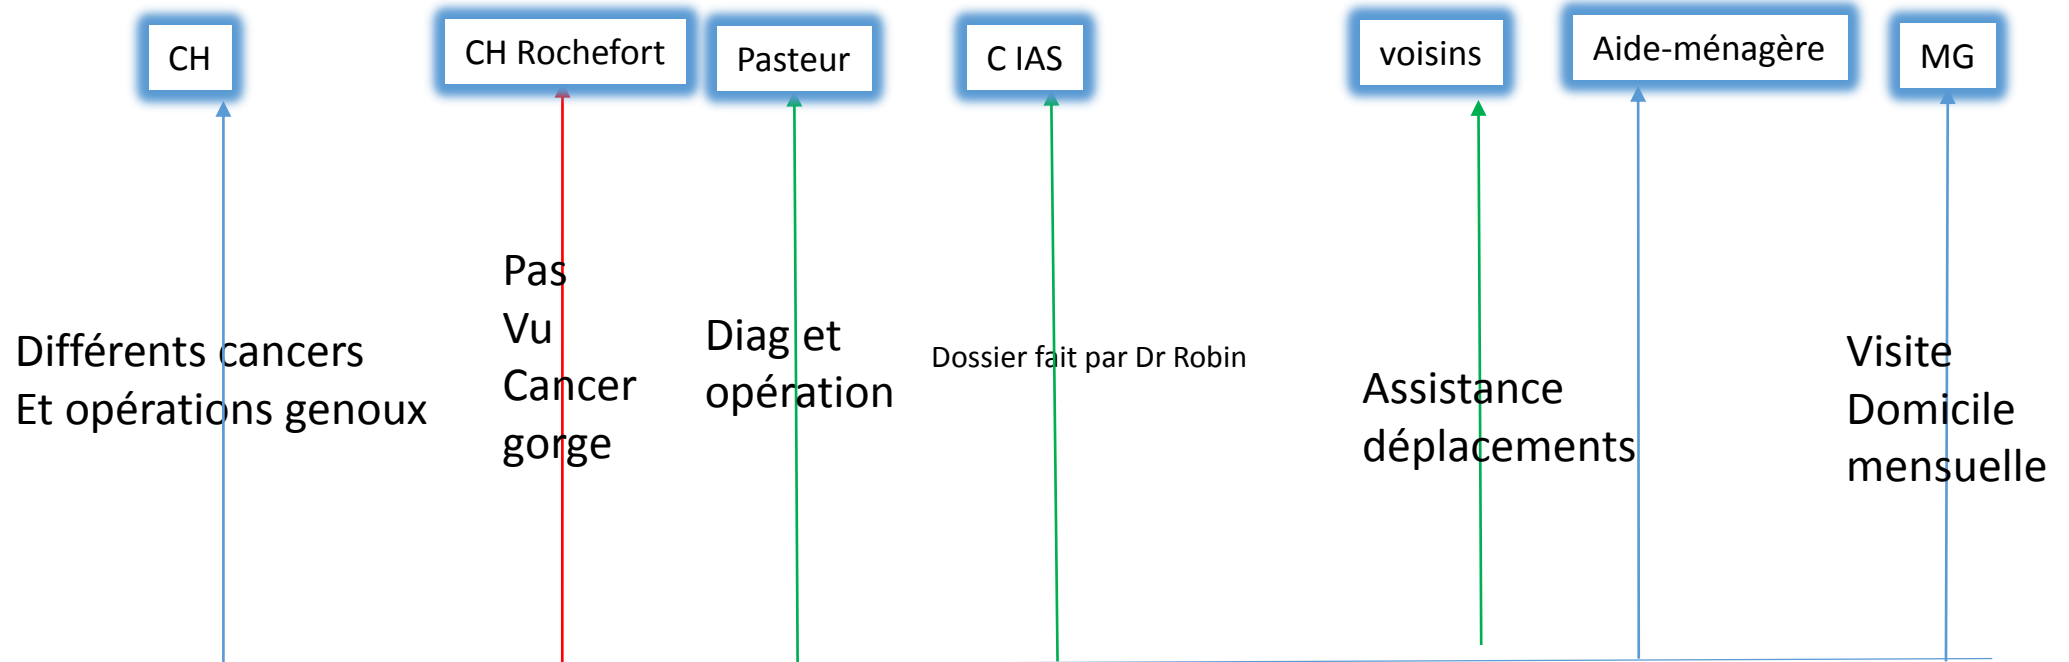 CH
CH Rochefort
Pasteur
C IAS
voisins
Aide-ménagère
MG
Différents cancers
Et opérations genoux
Pas
Vu
Cancer
gorge
Diag et
opération
Dossier fait par Dr Robin
Assistance
déplacements
Visite
Domicile
mensuelle